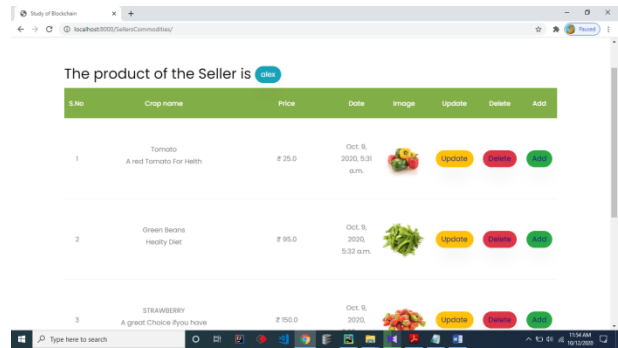 Study of Blockchain
localhost:8000/SellersCommodities/
Paused
The product of the Seller is alex
S.No Crop name Price Date Image Update Delete Add
1 Tomato ₹ 25.0 Oct. 9,
A red Tomato For Helth 2020, 5:31
a.m. Update Delete Add
2 Green Beans ₹ 95.0 Oct. 9,
Healty Diet 2020,
5:32 a.m. Update Delete Add
3 STRAWBERRY ₹ 150.0 Oct. 9,
A great Choice ifyou have 2020,
Update Delete Add
Type here to search
11:54 AM
10/12/2020